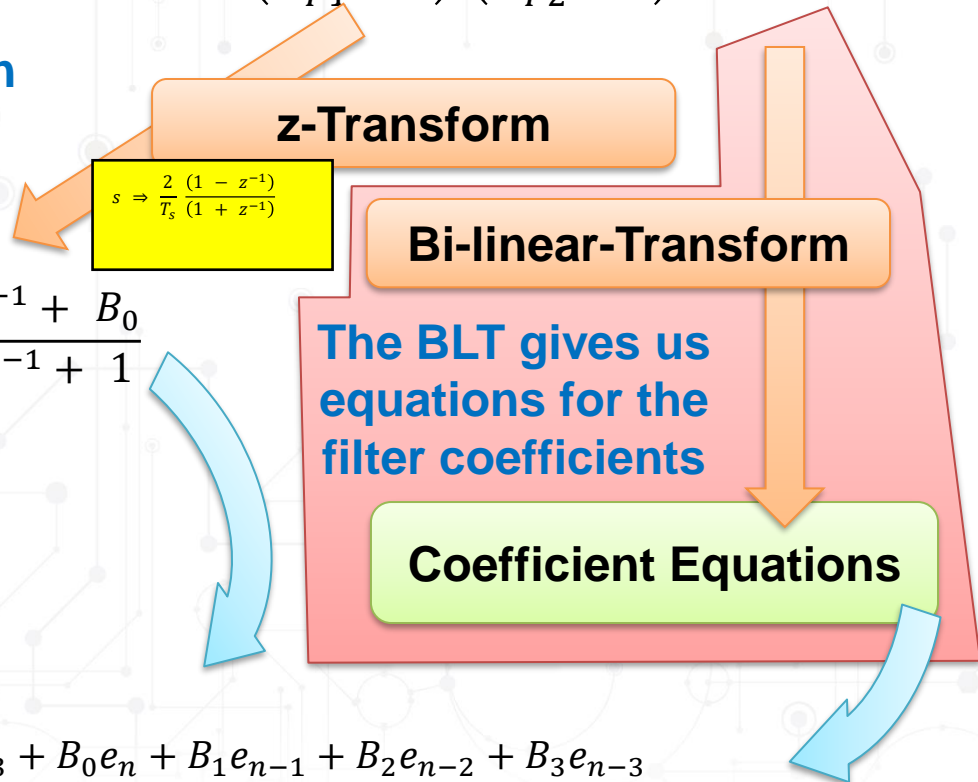 n
z-Transform
s ⇒ 2/T_s (1 − z^{−1})/(1 + z^{−1})
Bi-linear-Transform
^{−1} + B_0
^{−1} + 1
The BLT gives us
equations for the
filter coefficients
Coefficient Equations
_3 + B_0e_n + B_1e_{n−1} + B_2e_{n−2} + B_3e_{n−3}